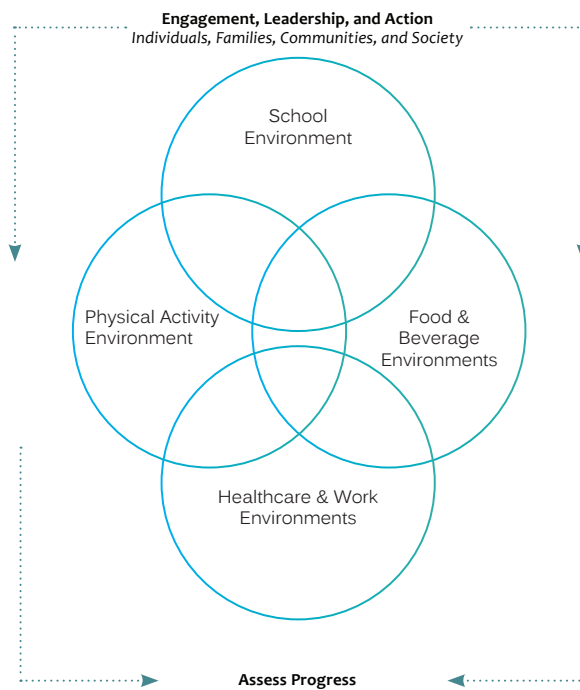 Engagement, Leadership, and Action
Individuals, Families, Communities, and Society
School
Environment
Physical Activity
Environment
Food &
Beverage
Environments
Healthcare & Work
Environments
Assess Progress